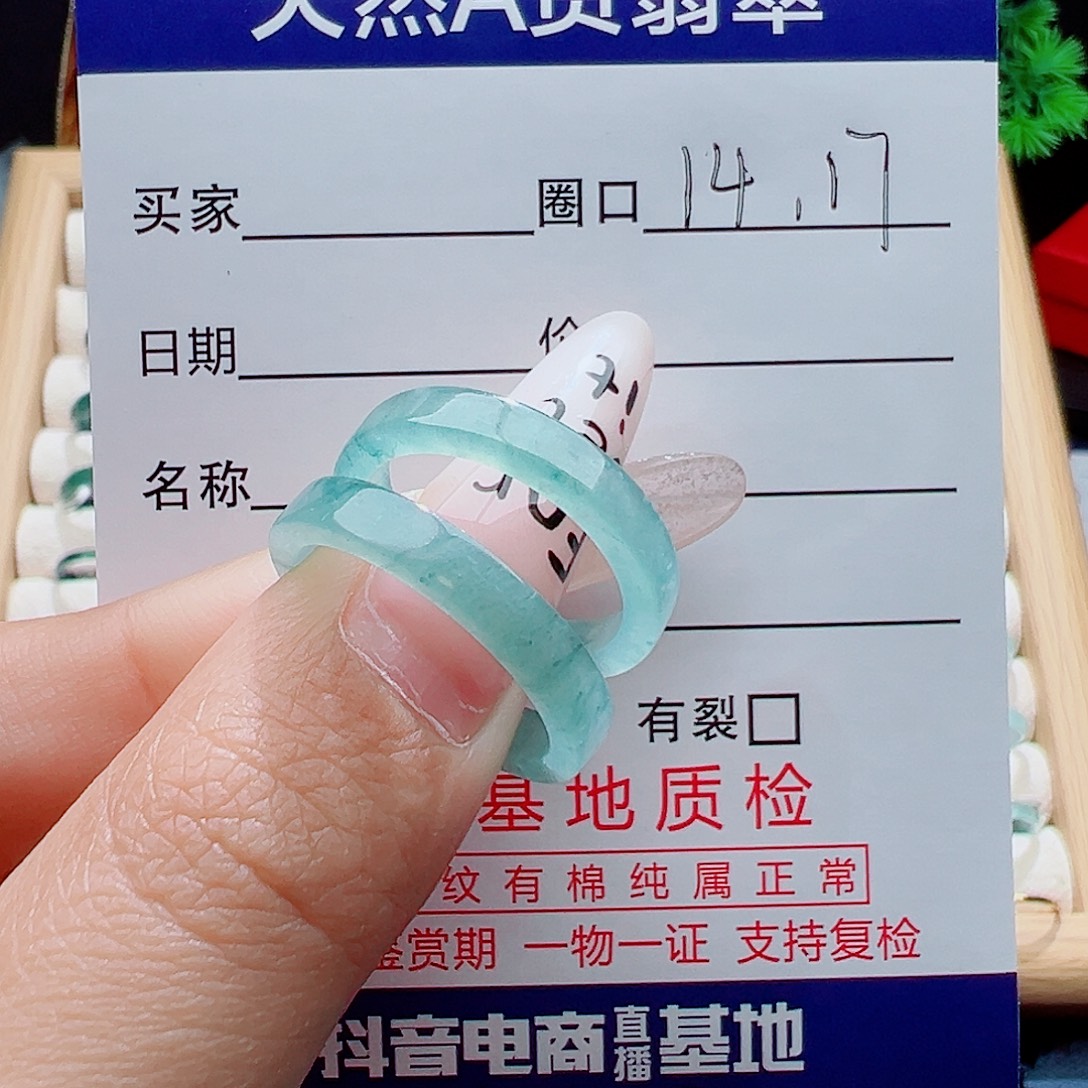 天然A货翡翠
买家 圈口 14.17
日期
名称
有裂
基地质检
纹有棉纯属正常
鉴赏期 一物一证 支持复检
抖音电商直播基地